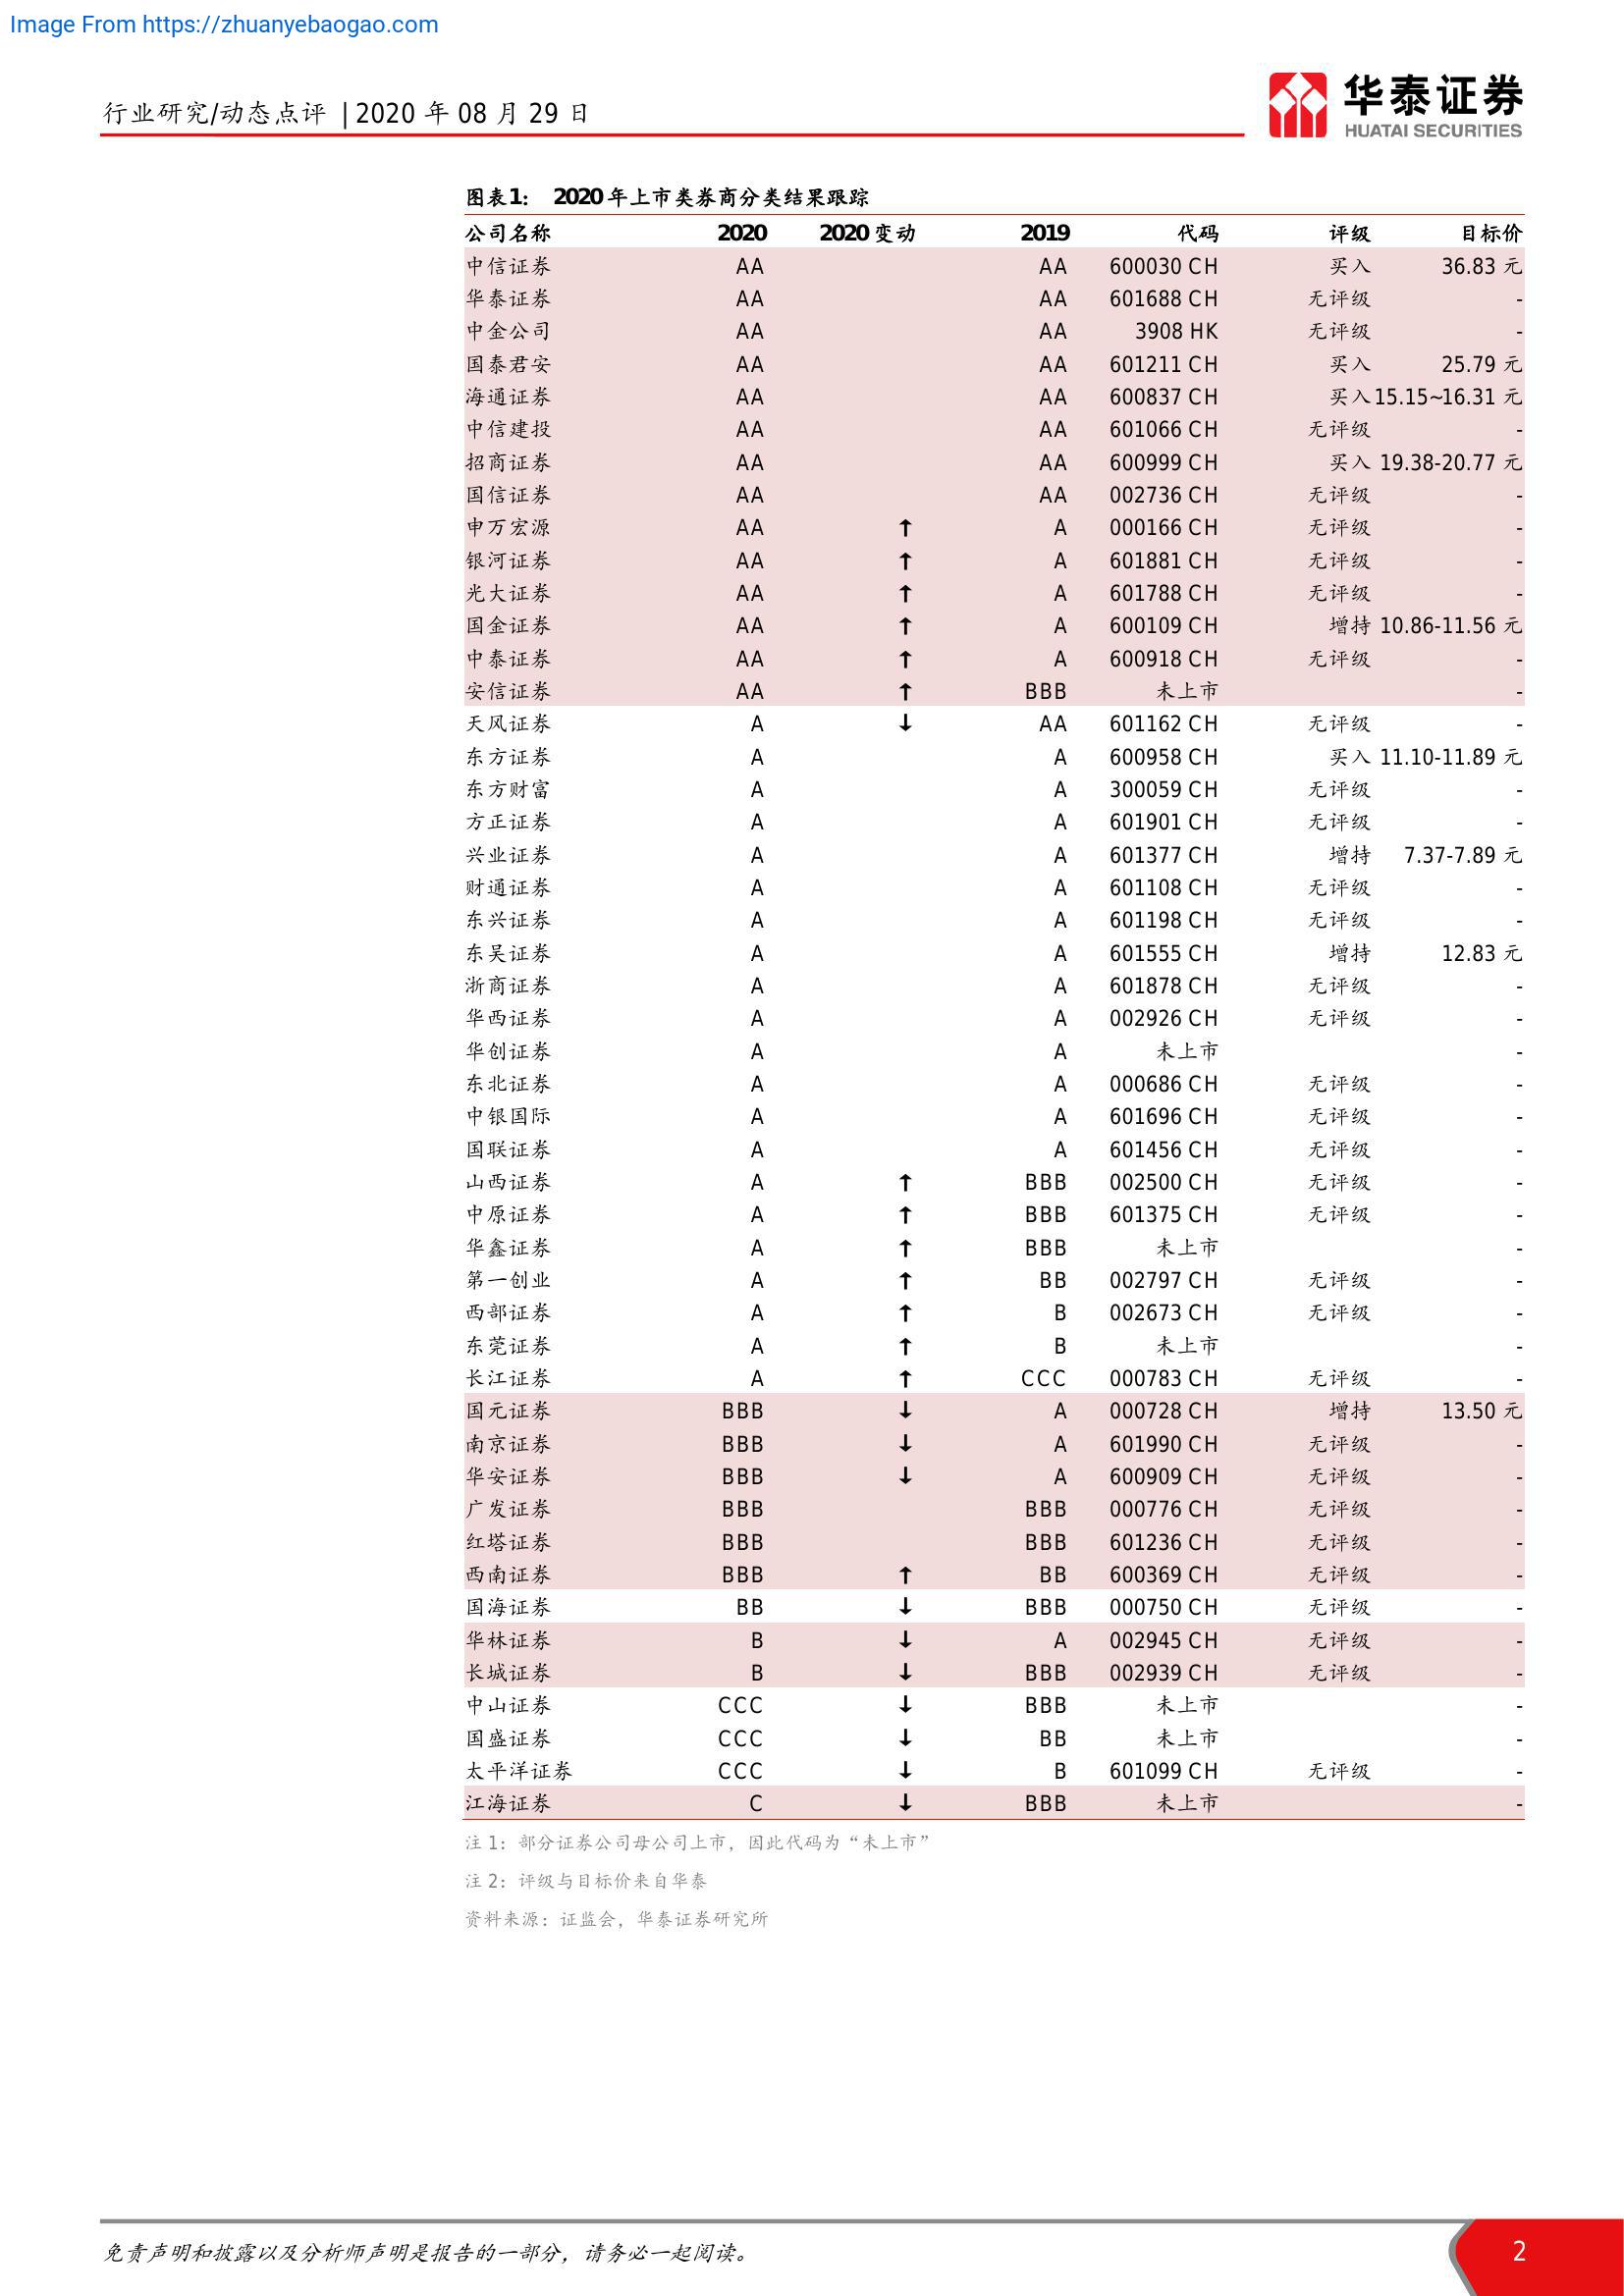 Image From https://zhuanyebaogao.com
行业研究/动态点评 | 2020 年 08 月 29 日
华泰证券
HUATAI SECURITIES
图表1： 2020 年上市类券商分类结果跟踪
公司名称 2020 2020 变动 2019 代码 评级 目标价
中信证券 AA AA 600030 CH 买入 36.83 元
华泰证券 AA AA 601688 CH 无评级 -
中金公司 AA AA 3908 HK 无评级 -
国泰君安 AA AA 601211 CH 买入 25.79 元
海通证券 AA AA 600837 CH 买入 15.15~16.31 元
中信建投 AA AA 601066 CH 无评级 -
招商证券 AA AA 600999 CH 买入 19.38-20.77 元
国信证券 AA AA 002736 CH 无评级 -
申万宏源 AA ↑ A 000166 CH 无评级 -
银河证券 AA ↑ A 601881 CH 无评级 -
光大证券 AA ↑ A 601788 CH 无评级 -
国金证券 AA ↑ A 600109 CH 增持 10.86-11.56 元
中泰证券 AA ↑ A 600918 CH 无评级 -
安信证券 AA ↑ BBB 未上市 -
天风证券 A ↓ AA 601162 CH 无评级 -
东方证券 A A 600958 CH 买入 11.10-11.89 元
东方财富 A A 300059 CH 无评级 -
方正证券 A A 601901 CH 无评级 -
兴业证券 A A 601377 CH 增持 7.37-7.89 元
财通证券 A A 601108 CH 无评级 -
东兴证券 A A 601198 CH 无评级 -
东吴证券 A A 601555 CH 增持 12.83 元
浙商证券 A A 601878 CH 无评级 -
华西证券 A A 002926 CH 无评级 -
华创证券 A A 未上市 -
东北证券 A A 000686 CH 无评级 -
中银国际 A A 601696 CH 无评级 -
国联证券 A A 601456 CH 无评级 -
山西证券 A ↑ BBB 002500 CH 无评级 -
中原证券 A ↑ BBB 601375 CH 无评级 -
华鑫证券 A ↑ BBB 未上市 -
第一创业 A ↑ BB 002797 CH 无评级 -
西部证券 A ↑ B 002673 CH 无评级 -
东莞证券 A ↑ B 未上市 -
长江证券 A ↑ CCC 000783 CH 无评级 -
国元证券 BBB ↓ A 000728 CH 增持 13.50 元
南京证券 BBB ↓ A 601990 CH 无评级 -
华安证券 BBB ↓ A 600909 CH 无评级 -
广发证券 BBB BBB 000776 CH 无评级 -
红塔证券 BBB BBB 601236 CH 无评级 -
西南证券 BBB ↑ BB 600369 CH 无评级 -
国海证券 BB ↓ BBB 000750 CH 无评级 -
华林证券 B ↓ A 002945 CH 无评级 -
长城证券 B ↓ BBB 002939 CH 无评级 -
中山证券 CCC ↓ BBB 未上市 -
国盛证券 CCC ↓ BB 未上市 -
太平洋证券 CCC ↓ B 601099 CH 无评级 -
江海证券 C ↓ BBB 未上市 -
注 1：部分证券公司母公司上市，因此代码为“未上市”
注 2：评级与目标价来自华泰
资料来源：证监会，华泰证券研究所
免责声明和披露以及分析师声明是报告的一部分，请务必一起阅读。
2